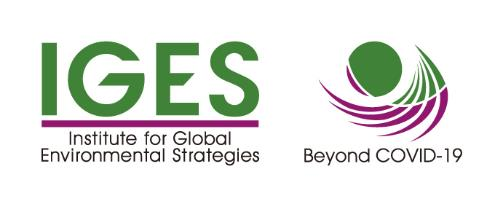 IGES
Institute for Global
Environmental Strategies
Beyond COVID-19